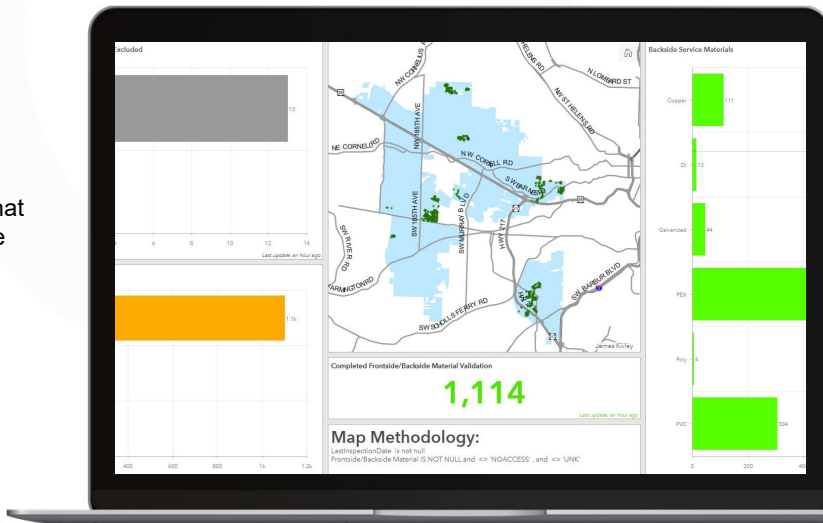 hat
e
Excluded
13
6
8
10
12
14
Last update: an hour ago
1.1k
400
600
800
1k
1.2k
NW CORNELIUS
HELENS RD
N LOMBARD ST
NW ST HELENS RD
NW 185TH AVE
NE CORNELL RD
NW CORNELL RD
SW BARNES
SW 185TH AVE
SW MURRAY BLVD
HWY 217
SW RIVER RD
FARMINGTON RD
SW SCHOLLS FERRY RD
SW BARBUR BLVD
James Kivley
Completed Frontside/Backside Material Validation
1,114
Last update: an hour ago
Map Methodology:
LastInspectionDate is not null
Frontside/Backside Material IS NOT NULL and <> 'NOACCESS' , and <> 'UNK'
Backside Service Materials
Copper
111
DI
13
Galvanized
44
PEX
Poly
4
PVC
304
0
200
40